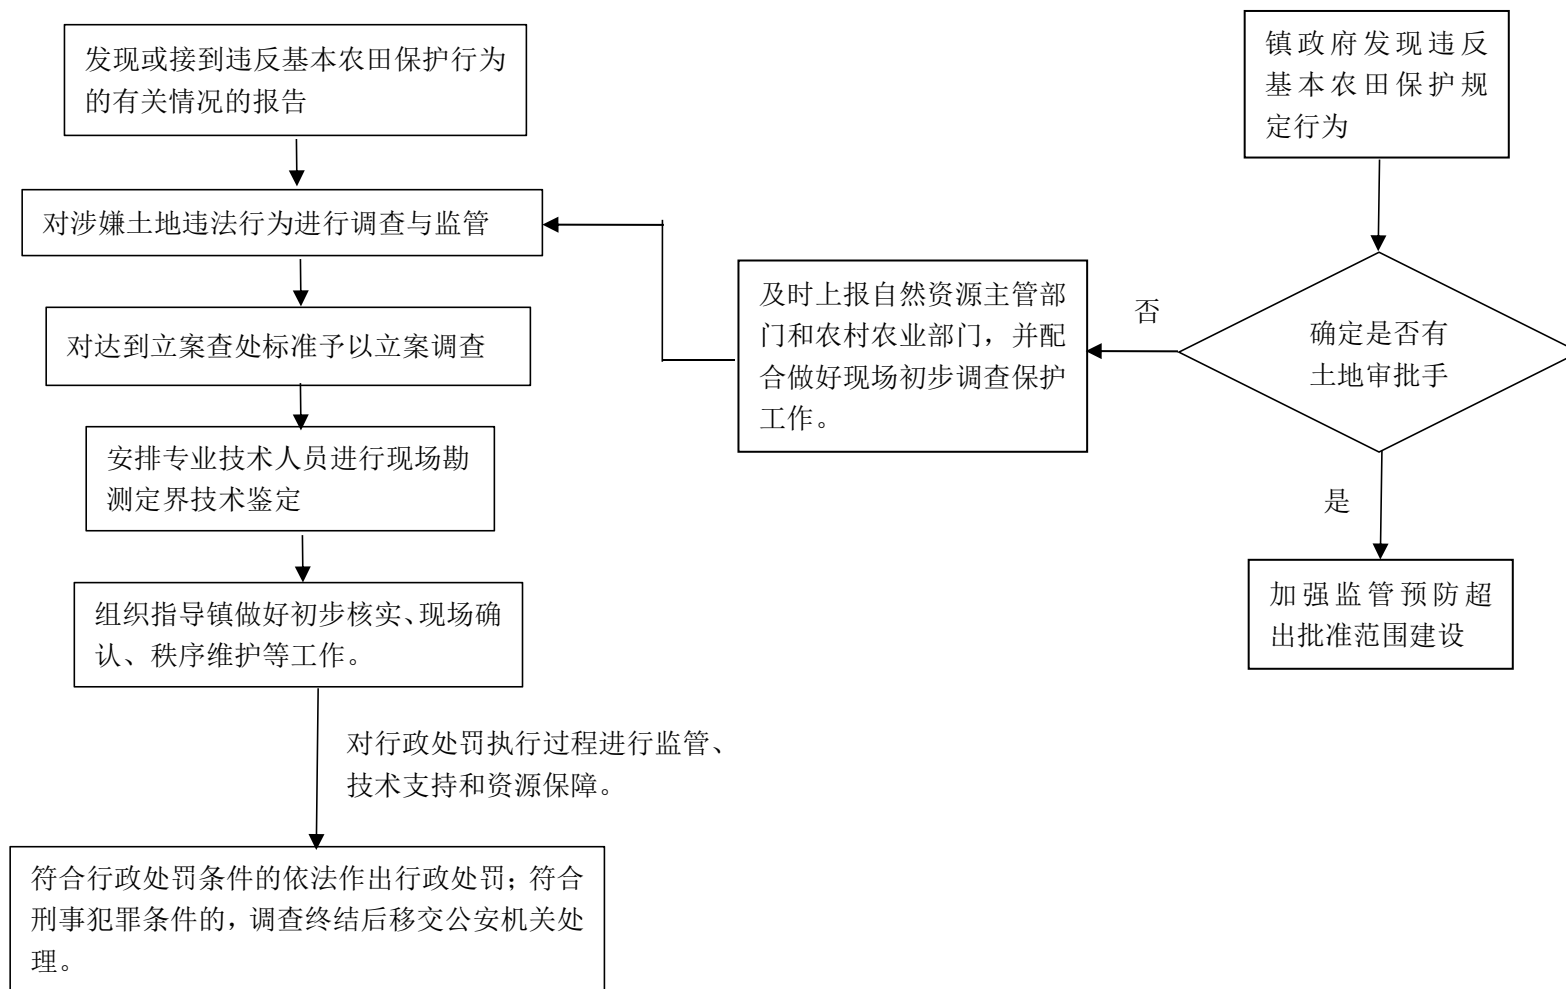 发现或接到违反基本农田保护行为
的有关情况的报告
对涉嫌土地违法行为进行调查与监管
对达到立案查处标准予以立案调查
安排专业技术人员进行现场勘
测定界技术鉴定
组织指导镇做好初步核实、现场确
认、秩序维护等工作。
对行政处罚执行过程进行监管、
技术支持和资源保障。
符合行政处罚条件的依法作出行政处罚；符合
刑事犯罪条件的，调查终结后移交公安机关处
理。
镇政府发现违反
基本农田保护规
定行为
确定是否有
土地审批手
否
及时上报自然资源主管部
门和农村农业部门，并配
合做好现场初步调查保护
工作。
是
加强监管预防超
出批准范围建设